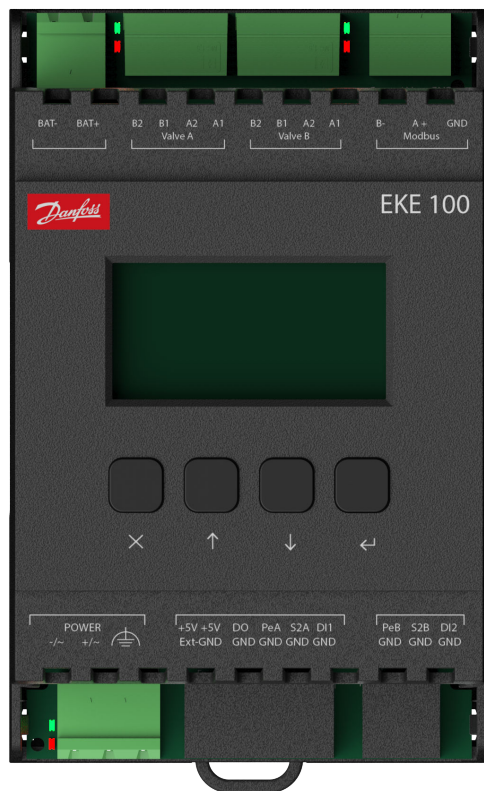 BAT- BAT+ B2 B1 A2 A1 B2 B1 A2 A1 B- A + GND
Valve A Valve B Modbus
Danfoss
EKE 100
POWER
-/~ +/~
+5V +5V DO PeA S2A DI1
Ext-GND GND GND GND GND
PeB S2B DI2
GND GND GND